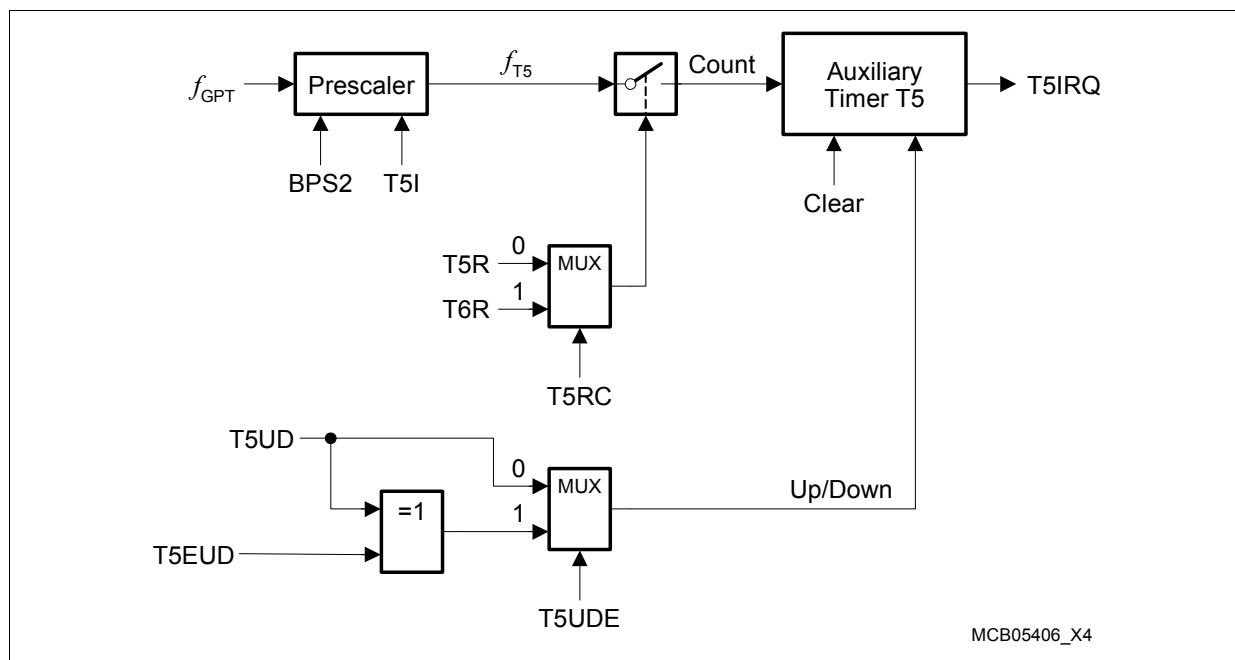 fGPT
Prescaler
fT5
Count
Auxiliary
Timer T5
T5IRQ
BPS2
T5I
Clear
T5R
0
MUX
T6R
1
T5RC
T5UD
0
MUX
Up/Down
=1
1
T5EUD
T5UDE
MCB05406_X4